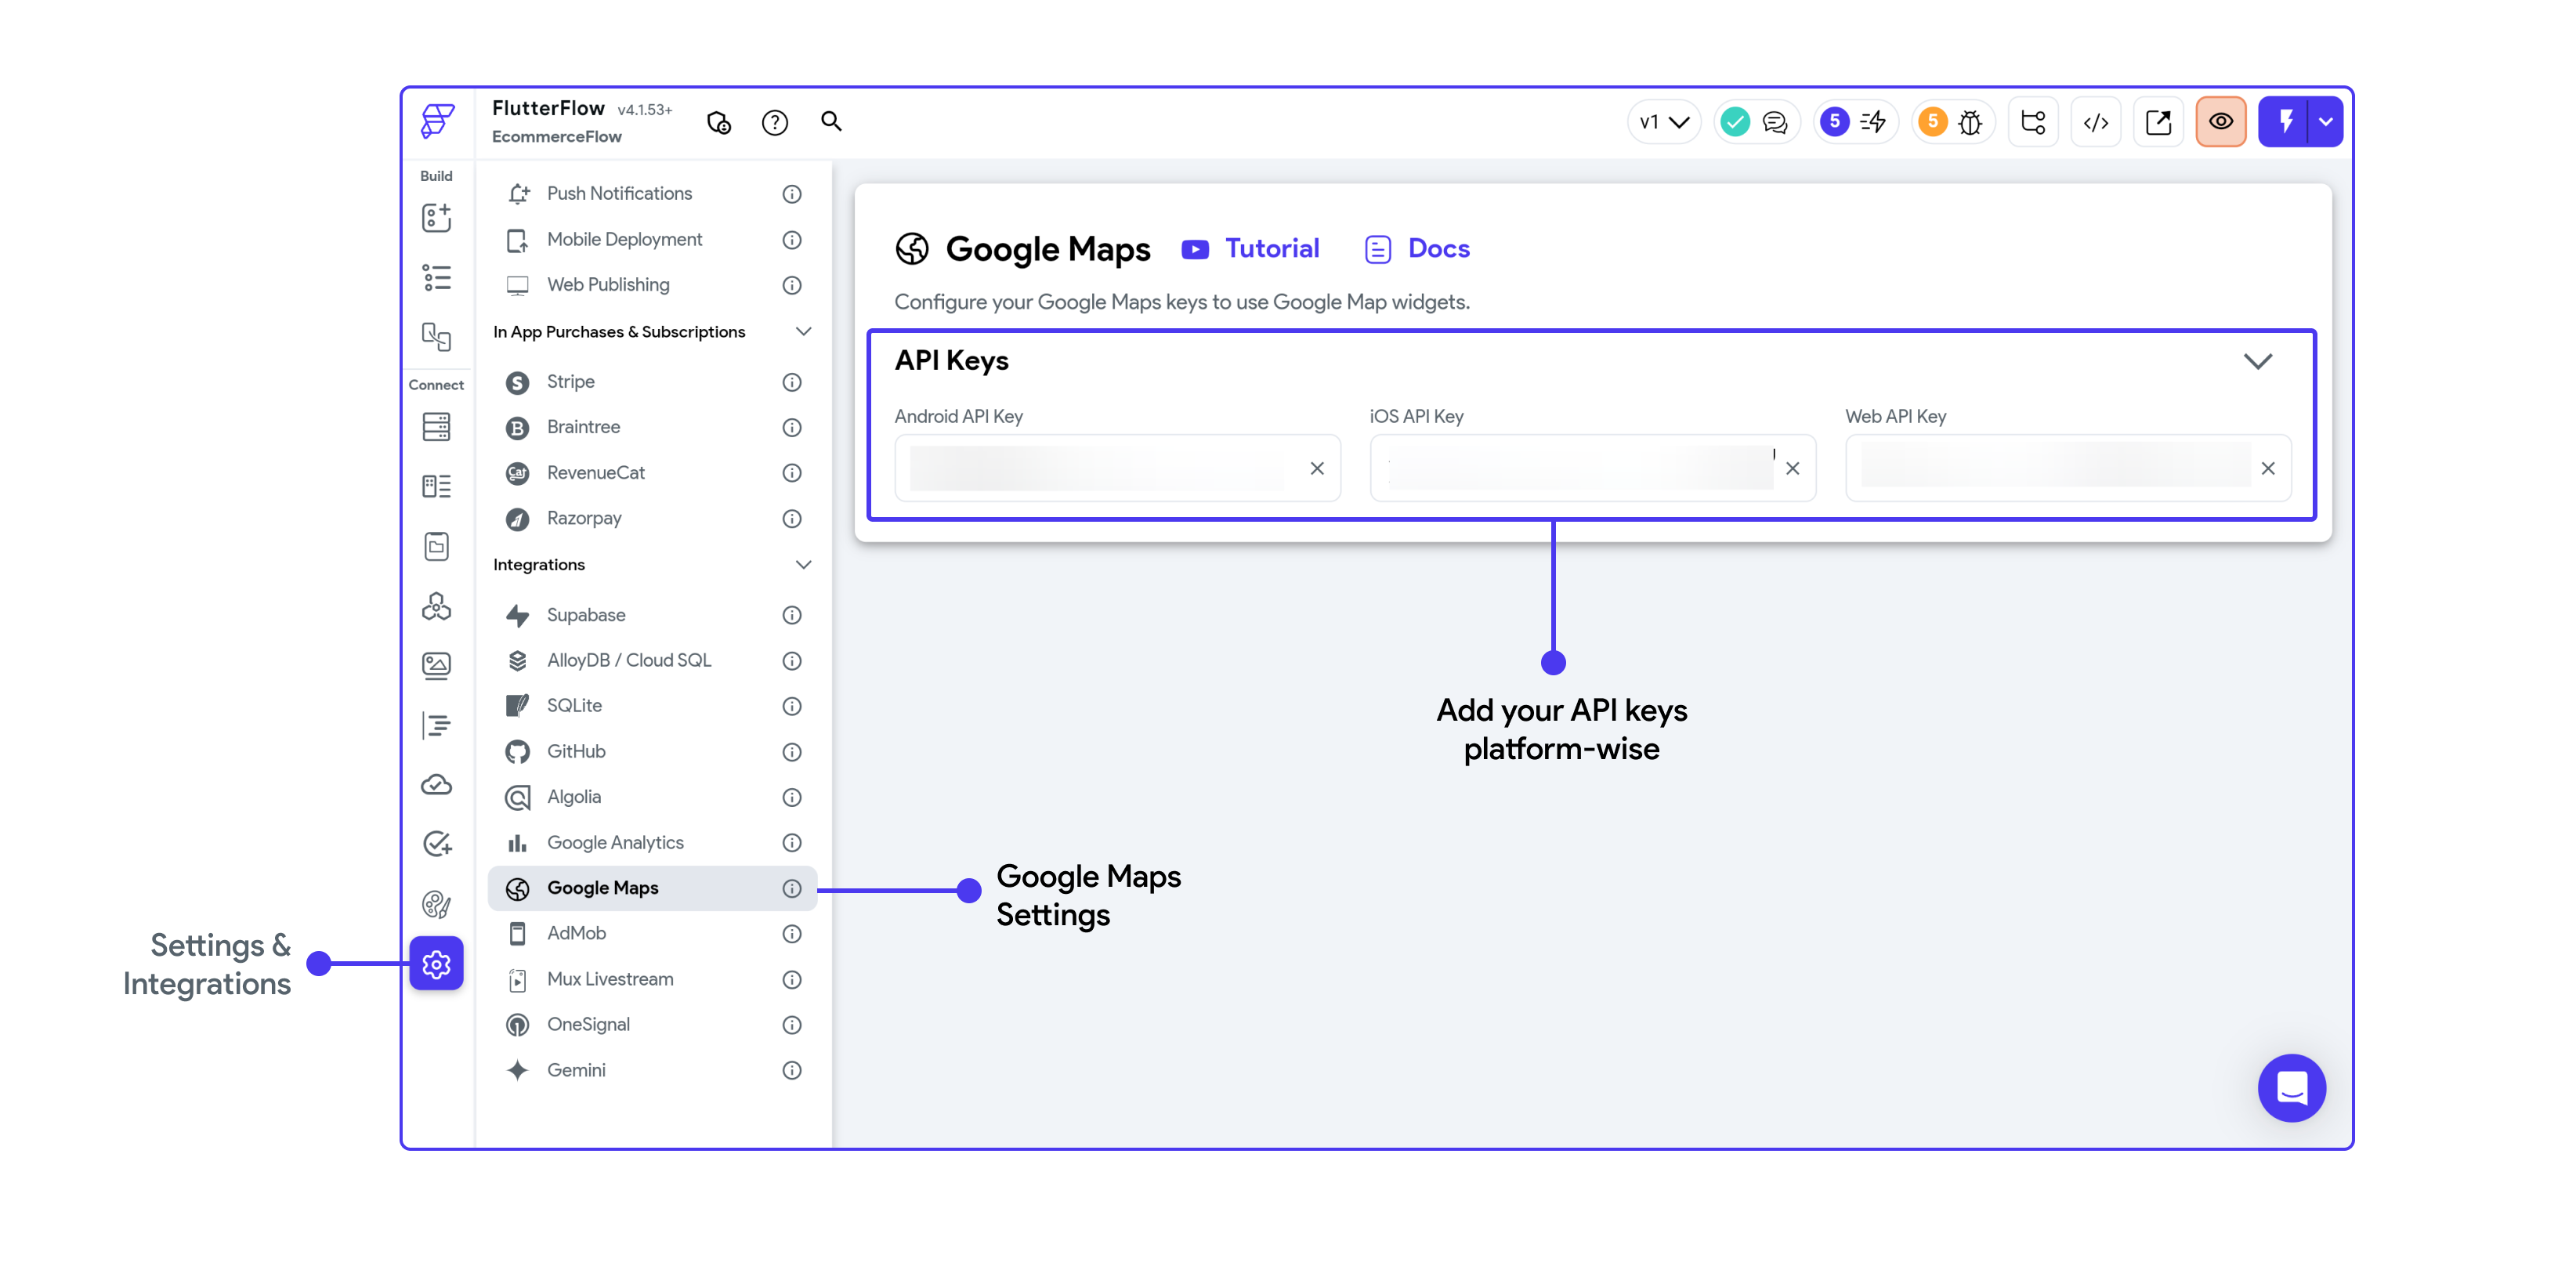 FlutterFlow v4.1.53+
EcommerceFlow
v1
5
5
Build
Connect
Push Notifications
Mobile Deployment
Web Publishing
In App Purchases & Subscriptions
Stripe
Braintree
RevenueCat
Razorpay
Integrations
Supabase
AlloyDB / Cloud SQL
SQLite
GitHub
Algolia
Google Analytics
Google Maps
AdMob
Mux Livestream
OneSignal
Gemini
Google Maps
Tutorial
Docs
Configure your Google Maps keys to use Google Map widgets.
API Keys
Android API Key
iOS API Key
Web API Key
Add your API keys
platform-wise
Google Maps
Settings
Settings &
Integrations